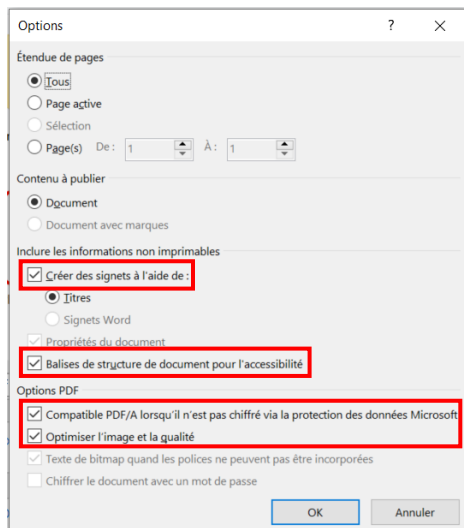 Options ?
Étendue de pages
Tous
Page active
Sélection
Page(s) De : 1 À : 1
Contenu à publier
Document
Document avec marques
Inclure les informations non imprimables
Créer des signets à l'aide de :
Titres
Signets Word
Propriétés du document
Balises de structure de document pour l'accessibilité
Options PDF
Compatible PDF/A lorsqu'il n'est pas chiffré via la protection des données Microsoft
Optimiser l'image et la qualité
Texte de bitmap quand les polices ne peuvent pas être incorporées
Chiffrer le document avec un mot de passe
OK Annuler